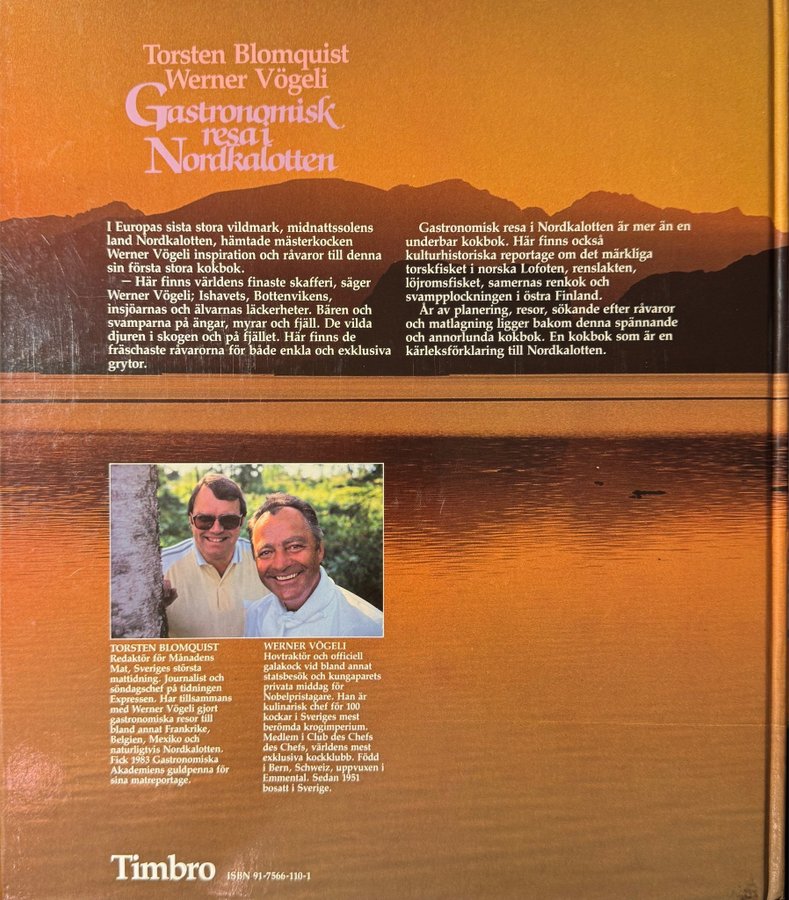 Torsten Blomquist
Werner Vögeli
Gastronomisk
resa i
Nordkalotten
I Europas sista stora vildmark, midnattssolens
land Nordkalotten, hämtade mästerkocken
Werner Vögeli inspiration och råvaror till denna
sin första stora kokbok.
— Här finns världens finaste skafferi, säger
Werner Vögeli; Ishavets, Bottenvikens,
insjöarnas och älvarnas läckerheter. Bären och
svamparna på ängar, myrar och fjäll. De vilda
djuren i skogen och på fjället. Här finns de
fräschaste råvarorna för både enkla och exklusiva
grytor.
Gastronomisk resa i Nordkalotten är mer än en
underbar kokbok. Här finns också
kulturhistoriska reportage om det märkliga
torskfisket i norska Lofoten, renslakten,
löjromsfisket, samernas renkok och
svampplockningen i östra Finland.
År av planering, resor, sökande efter råvaror
och matlagning ligger bakom denna spännande
och annorlunda kokbok. En kokbok som är en
kärleksförklaring till Nordkalotten.
TORSTEN BLOMQUIST
Redaktör för Månadens
Mat, Sveriges största
mattidning. Journalist och
söndagschef på tidningen
Expressen. Har tillsammans
med Werner Vögeli gjort
gastronomiska resor till
bland annat Frankrike,
Belgien, Mexiko och
naturligtvis Nordkalotten.
Fick 1983 Gastronomiska
Akademiens guldpenna för
sina matreportage.
WERNER VÖGELI
Hovtraktör och officiell
galakock vid bland annat
statsbesök och kungaparets
privata middag för
Nobelpristagare. Han är
kulinarisk chef för 100
kockar i Sveriges mest
berömda krogimperium.
Medlem i Club des Chefs
des Chefs, världens mest
exklusiva kockklubb. Född
i Bern, Schweiz, uppvuxen i
Emmental. Sedan 1951
bosatt i Sverige.
Timbro ISBN 91-7566-110-1